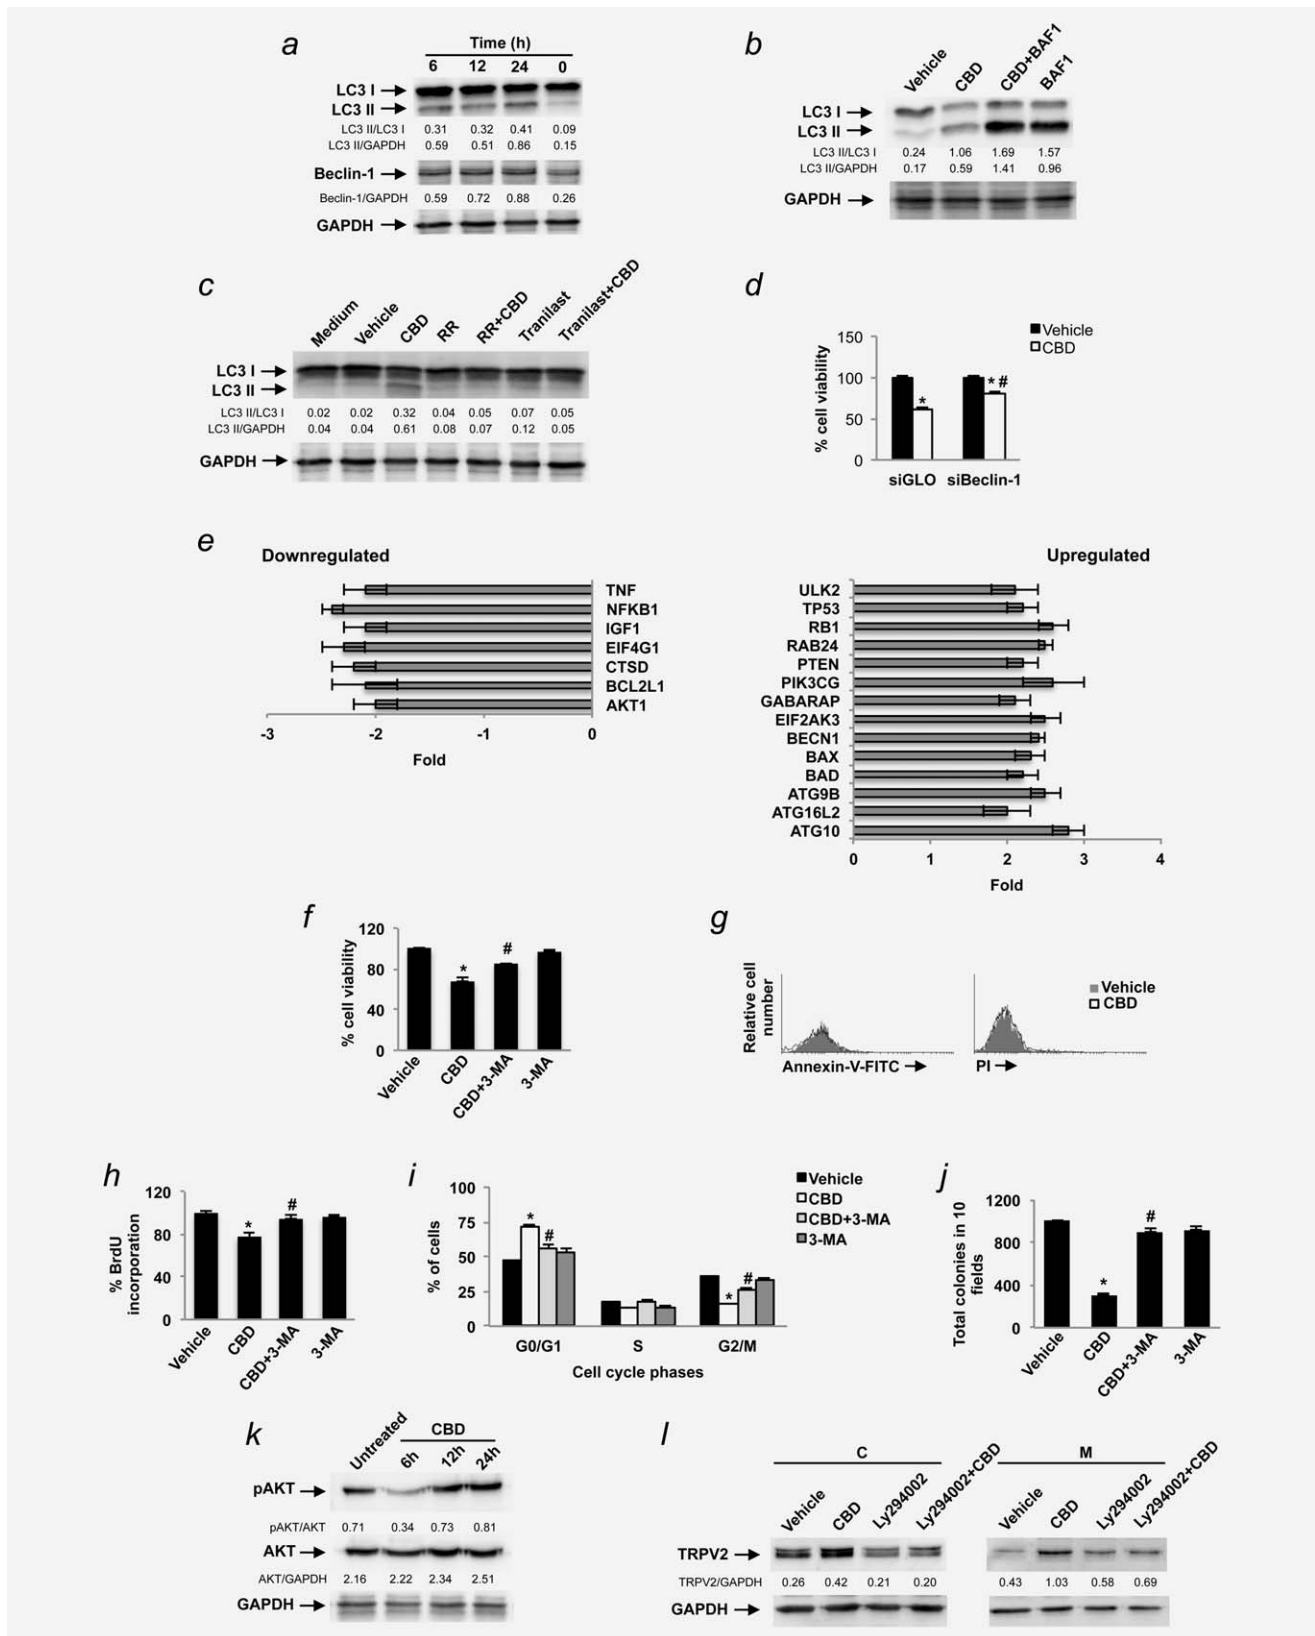 a
Time (h)
6 12 24 0
LC3 I
LC3 II
LC3 II/LC3 I 0.31 0.32 0.41 0.09
LC3 II/GAPDH 0.59 0.51 0.86 0.15
Beclin-1
Beclin-1/GAPDH 0.59 0.72 0.88 0.26
GAPDH
b
Vehicle CBD CBD+BAF1 BAF1
LC3 I
LC3 II
LC3 II/LC3 I 0.24 1.06 1.69 1.57
LC3 II/GAPDH 0.17 0.59 1.41 0.96
GAPDH
c
Medium Vehicle CBD RR RR+CBD Tranilast Tranilast+CBD
LC3 I
LC3 II
LC3 II/LC3 I 0.02 0.02 0.32 0.04 0.05 0.07 0.05
LC3 II/GAPDH 0.04 0.04 0.61 0.08 0.07 0.12 0.05
GAPDH
d
Vehicle
CBD
% cell viability
150
100
50
0
*
* #
siGLO siBeclin-1
e
Downregulated
TNF
NFKB1
IGF1
EIF4G1
CTSD
BCL2L1
AKT1
-3 -2 -1 0
Fold
Upregulated
ULK2
TP53
RB1
RAB24
PTEN
PIK3CG
GABARAP
EIF2AK3
BECN1
BAX
BAD
ATG9B
ATG16L2
ATG10
0 1 2 3 4
Fold
f
% cell viability
120
80
40
0
*
#
Vehicle CBD CBD+3-MA 3-MA
g
Relative cell
number
Annexin-V-FITC
PI
Vehicle
CBD
h
% BrdU
incorporation
120
80
40
0
*
#
Vehicle CBD CBD+3-MA 3-MA
i
% of cells
100
75
50
25
0
*
#
*
#
G0/G1 S G2/M
Cell cycle phases
Vehicle
CBD
CBD+3-MA
3-MA
j
Total colonies in 10
fields
1200
800
400
0
*
#
Vehicle CBD CBD+3-MA 3-MA
k
CBD
Untreated 6h 12h 24h
pAKT
pAKT/AKT 0.71 0.34 0.73 0.81
AKT
AKT/GAPDH 2.16 2.22 2.34 2.51
GAPDH
l
C M
Vehicle CBD Ly294002 Ly294002+CBD Vehicle CBD Ly294002 Ly294002+CBD
TRPV2
TRPV2/GAPDH 0.26 0.42 0.21 0.20 0.43 1.03 0.58 0.69
GAPDH